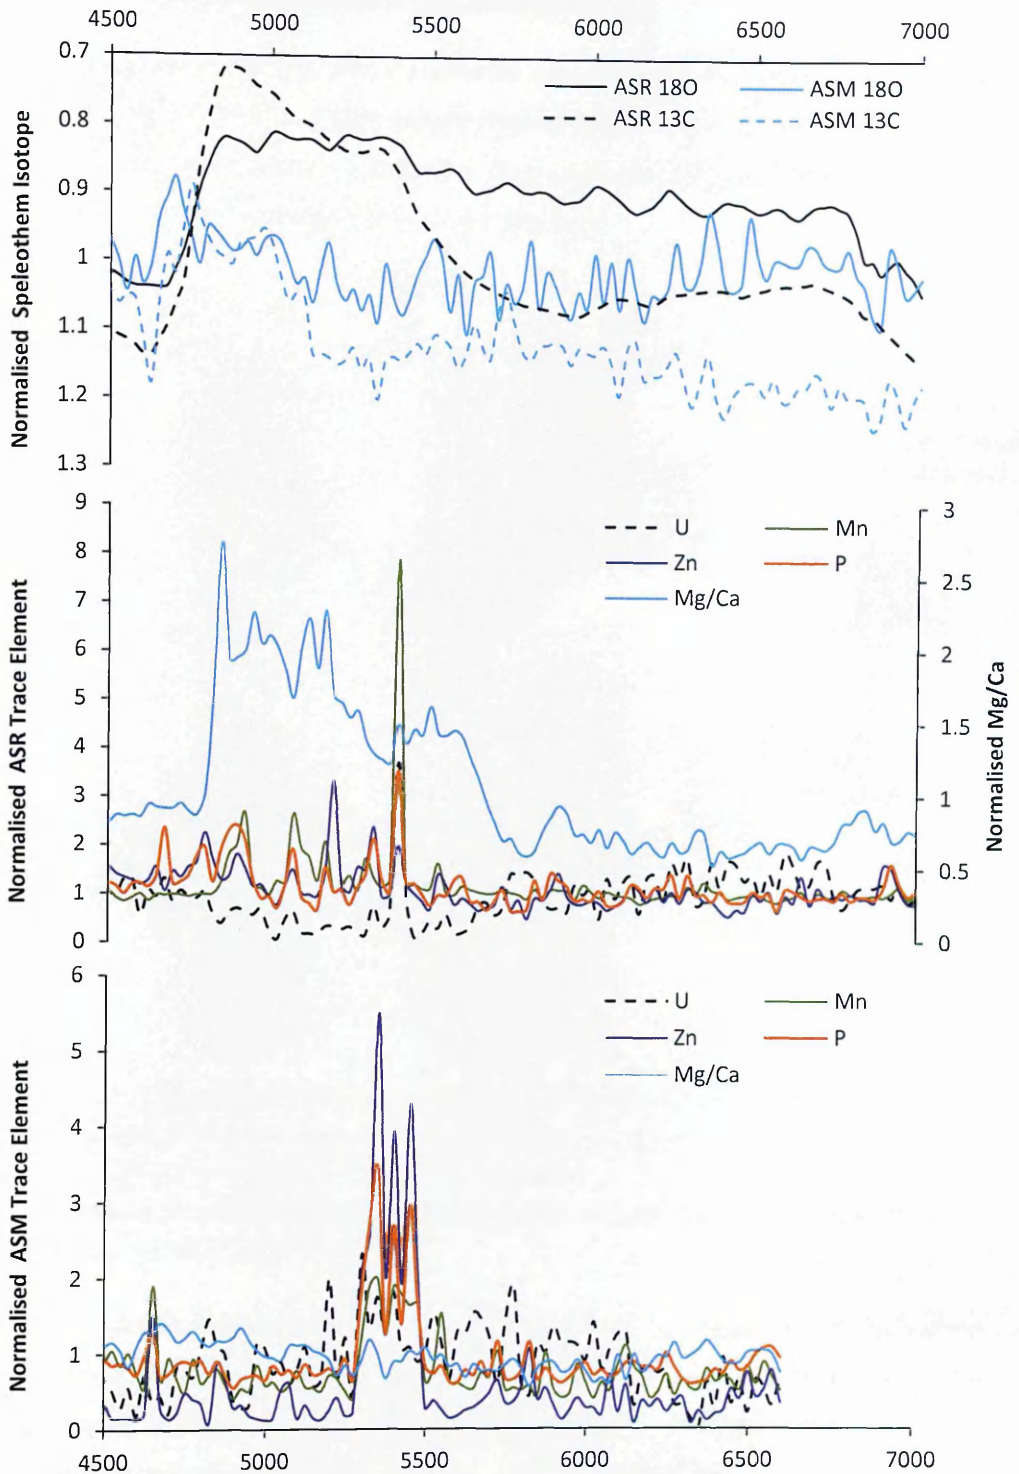 4500 5000 5500 6000 6500 7000
0.7
0.8
0.9
1
1.1
1.2
1.3
Normalised Speleothem Isotope
ASR 18O ASM 18O
ASR 13C ASM 13C
9
8
7
6
5
4
3
2
1
0
Normalised ASR Trace Element
U Mn
Zn P
Mg/Ca
3
2.5
2
1.5
1
0.5
0
Normalised Mg/Ca
6
5
4
3
2
1
0
Normalised ASM Trace Element
U Mn
Zn P
Mg/Ca
4500 5000 5500 6000 6500 7000